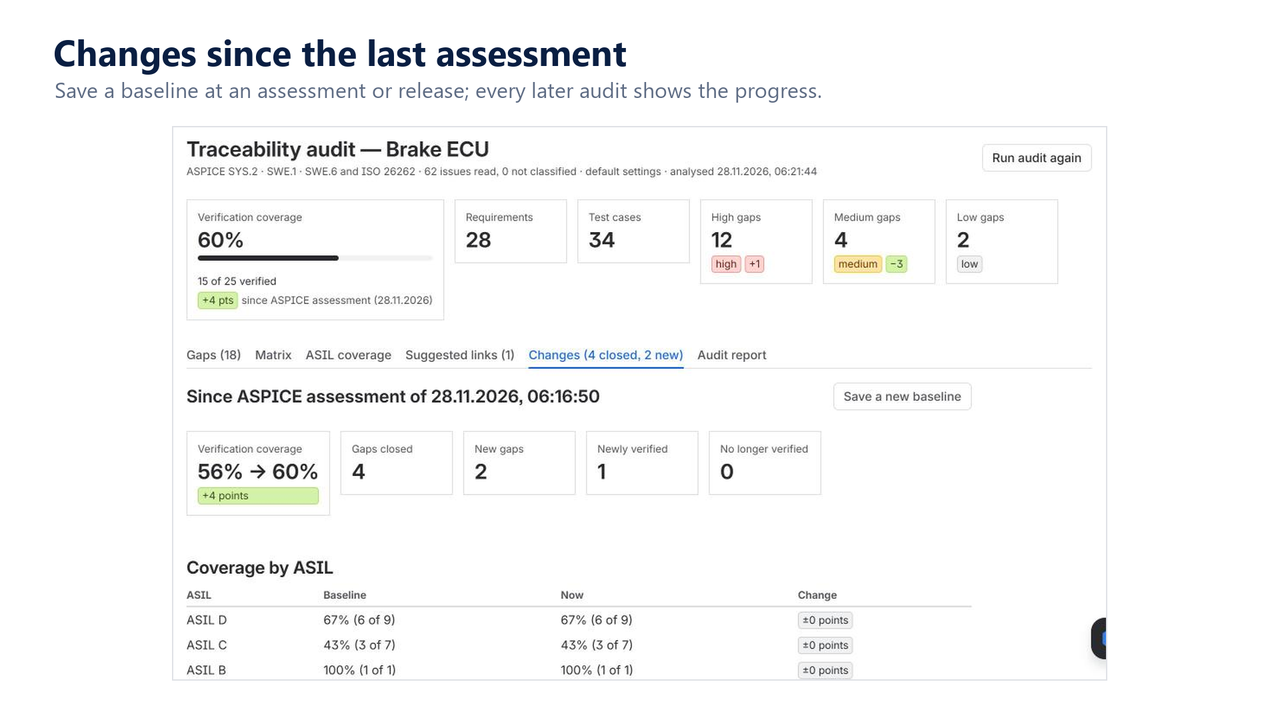 Changes since the last assessment
Save a baseline at an assessment or release; every later audit shows the progress.
Traceability audit — Brake ECU
Run audit again
ASPICE SYS.2 · SWE.1 · SWE.6 and ISO 26262 · 62 issues read, 0 not classified · default settings · analysed 28.11.2026, 06:21:44
Verification coverage
60%
15 of 25 verified
+4 pts since ASPICE assessment (28.11.2026)
Requirements
28
Test cases
34
High gaps
12
high +1
Medium gaps
4
medium −3
Low gaps
2
low
Gaps (18) Matrix ASIL coverage Suggested links (1) Changes (4 closed, 2 new) Audit report
Since ASPICE assessment of 28.11.2026, 06:16:50
Save a new baseline
Verification coverage
56% → 60%
+4 points
Gaps closed
4
New gaps
2
Newly verified
1
No longer verified
0
Coverage by ASIL
ASIL Baseline Now Change
ASIL D 67% (6 of 9) 67% (6 of 9) ±0 points
ASIL C 43% (3 of 7) 43% (3 of 7) ±0 points
ASIL B 100% (1 of 1) 100% (1 of 1) ±0 points